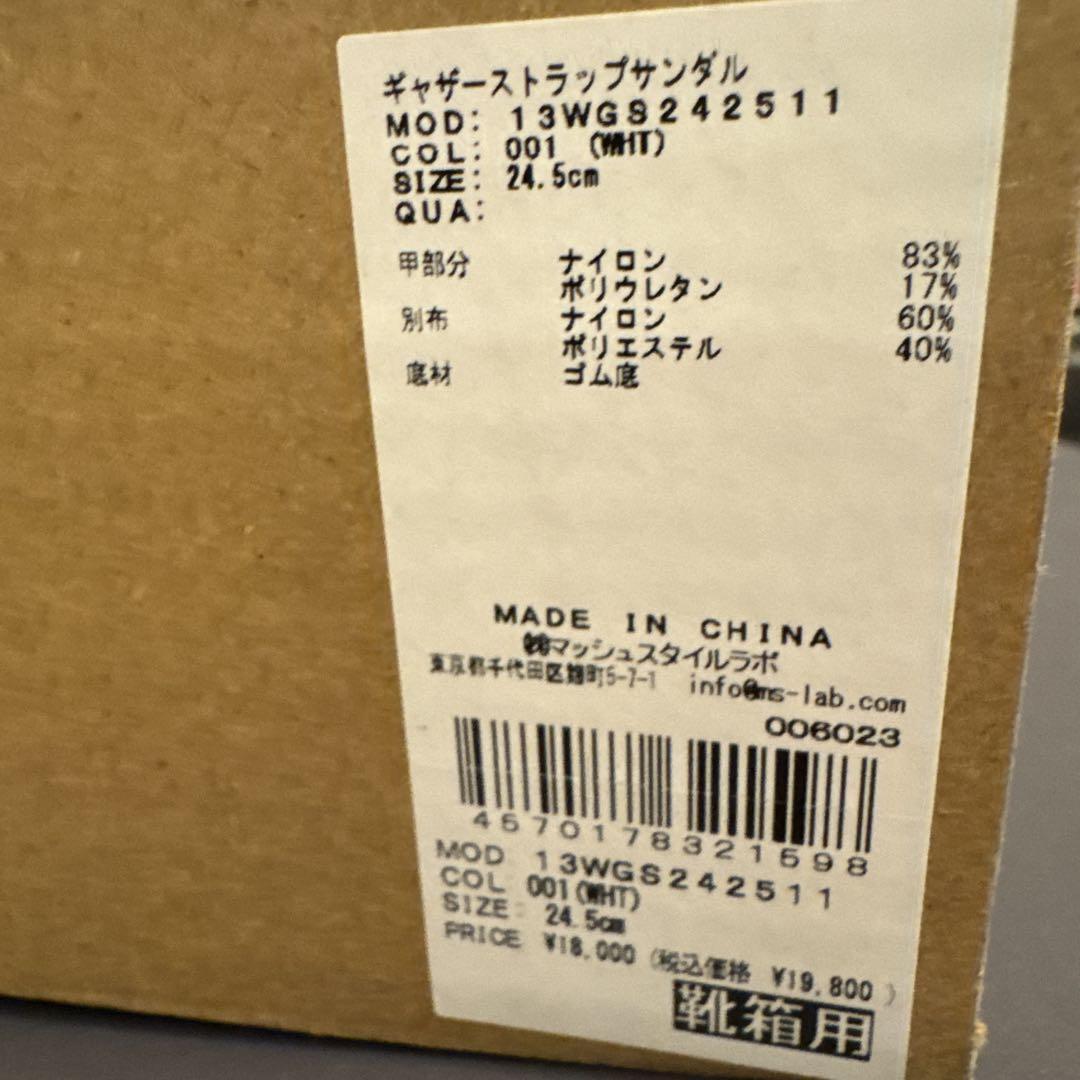 ギャザーストラップサンダル
MOD: 13WGS242511
COL: 001 (WHT)
SIZE: 24.5cm
QUA:
甲部分 ナイロン 83%
ポリウレタン 17%
別布 ナイロン 60%
ポリエステル 40%
底材 ゴム底
MADE IN CHINA
㈱マッシュスタイルラボ
東京都千代田区麹町5-7-1 info@ms-lab.com
006023
4570178321598
MOD 13WGS242511
COL 001(WHT)
SIZE 24.5cm
PRICE ¥18,000 (税込価格 ¥19,800 )
靴箱用